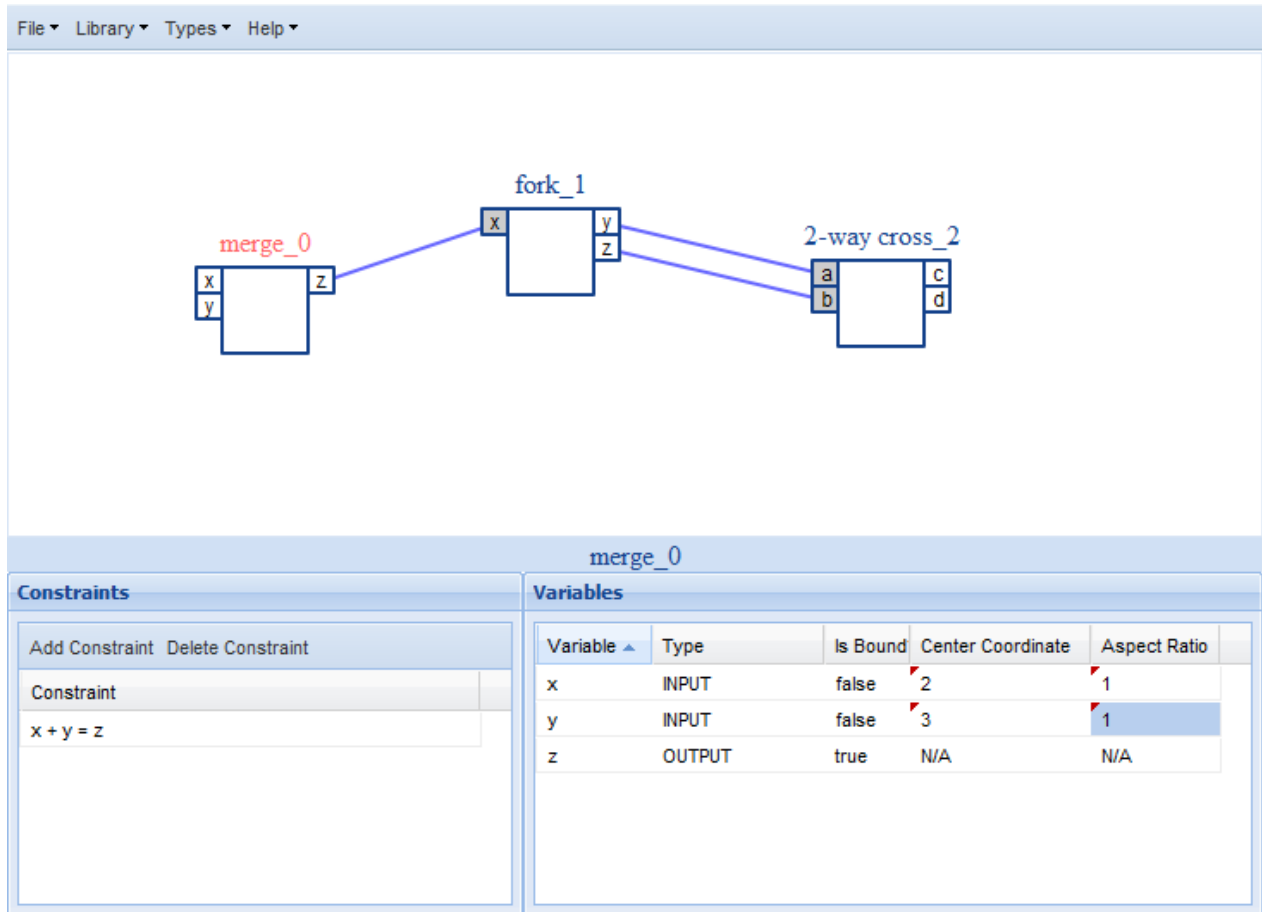 File Library Types Help
fork_1
x y
z
2-way cross_2
a c
b d
merge_0
x z
y
merge_0
Constraints
Add Constraint Delete Constraint
Constraint
x + y = z
Variables
Variable Type Is Bound Center Coordinate Aspect Ratio
x INPUT false 2 1
y INPUT false 3 1
z OUTPUT true N/A N/A